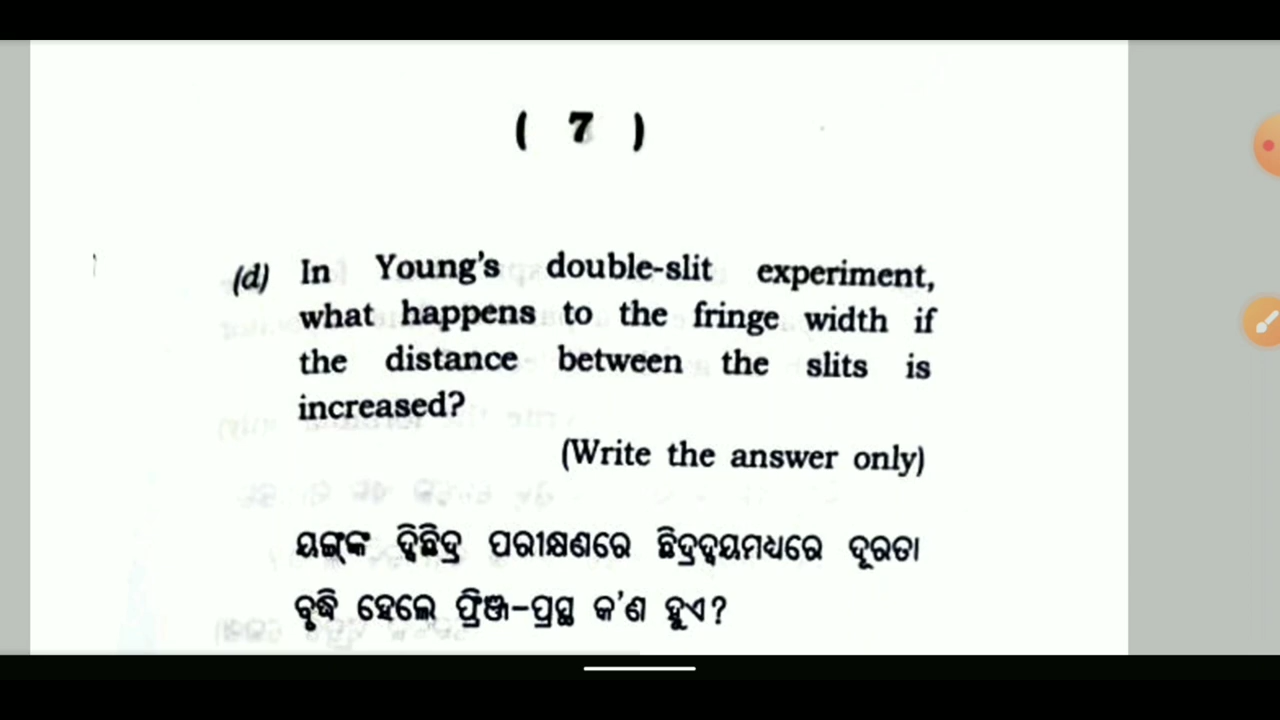 ( 7 )
(d) In Young's double-slit experiment,
what happens to the fringe width if
the distance between the slits is
increased?
(Write the answer only)
ୟଙ୍ଗ୍‌ଙ୍କ ଦ୍ୱିଛିଦ୍ର ପରୀକ୍ଷଣରେ ଛିଦ୍ରଦ୍ୱୟମଧ୍ୟରେ ଦୂରତା
ବୃଦ୍ଧି ହେଲେ ଫ୍ରିଞ୍ଜ-ପ୍ରସ୍ଥ କ'ଣ ହୁଏ?